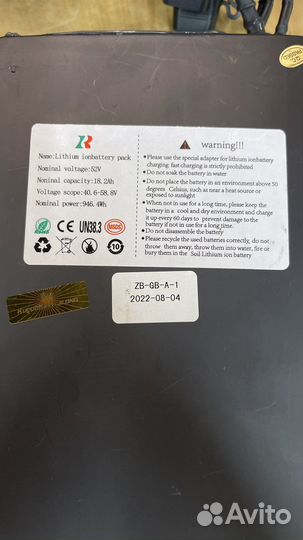 R
Name:Lithium ionbattery pack
Nominal voltage:52V
Nominal capacity:18.2Ah
Voltage scope:40.6-58.8V
Nominal power:946.4Wh
CE UN38.3 MSDS
10
warning!!!
•Please use the special adapter for lithium ionbattery
charging fast charging is strictly prohibited
• Do not soak the battery in water
• Do not place the battery in an environment above 50
degrees Celsius, such as near a heat source or
exposed to sunlight
•When not in use for a long time, please keep the
battery in a cool and dry environment and charge
it up every 60 days to prevent damage to the
battery if not in use for a long time
•Do not disassemble the battery
•Please recycle the used batteries correctly, do not
throw them away, throw them into water, fire or
bury them in the Soil Lithium ion battery
ZB-GB-A-1
2022-08-04
Avito